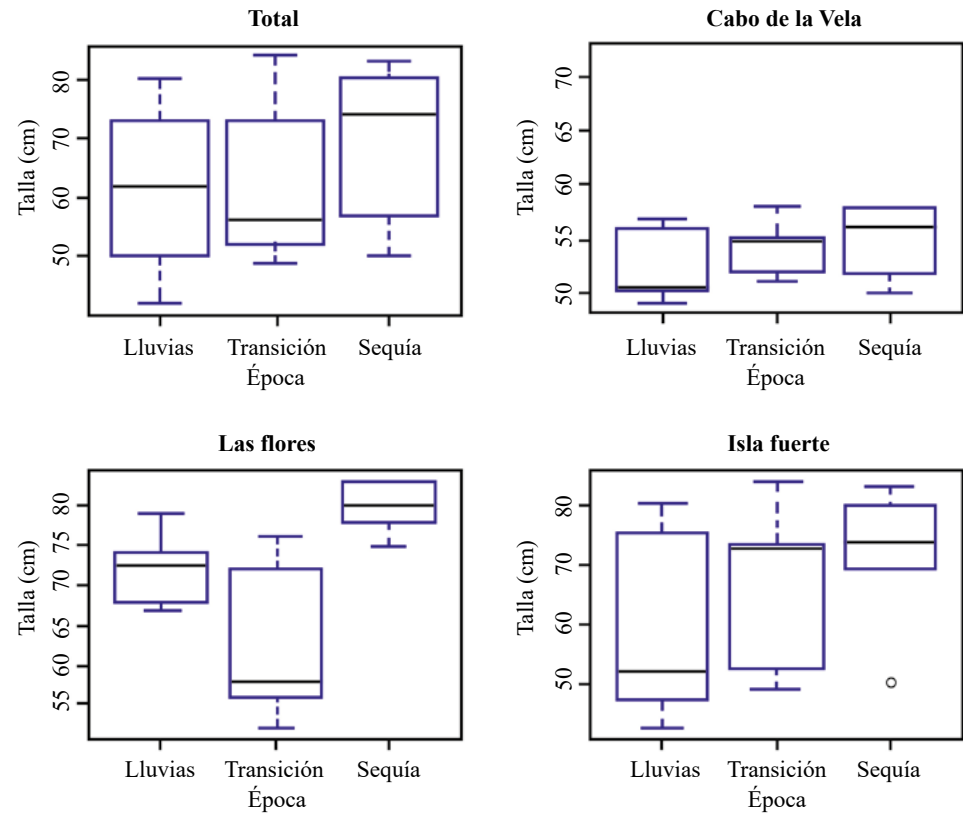 Total
Talla (cm)
80
70
60
50
Lluvias Transición Sequía
Época
Cabo de la Vela
Talla (cm)
70
65
60
55
50
Lluvias Transición Sequía
Época
Las flores
Talla (cm)
80
75
70
65
60
55
Lluvias Transición Sequía
Época
Isla fuerte
Talla (cm)
80
70
60
50
Lluvias Transición Sequía
Época